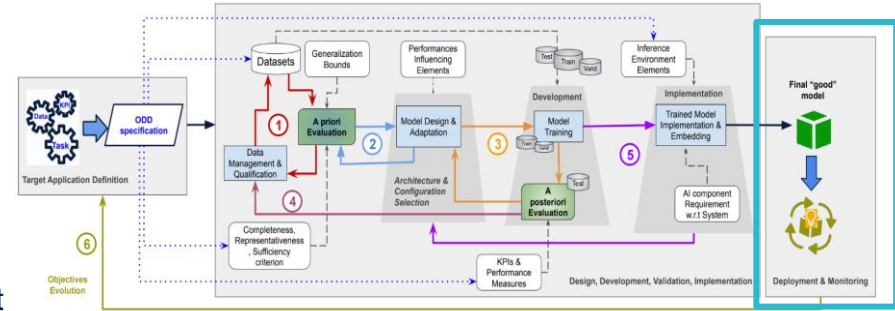 Data
KPI
Task
ODD
specification
Target Application Definition
Datasets
Generalization
Bounds
Performances
Influencing
Elements
Test
Train
Valid
Inference
Environment
Elements
Development
Implementation
1
A priori
Evaluation
2
Model Design &
Adaptation
3
Model
Training
Train
Valid
5
Trained Model
Implementation &
Embedding
Final “good”
model
Data
Management &
Qualification
4
Architecture &
Configuration
Selection
Test
A
posteriori
Evaluation
AI component
Requirement
w.r.t System
Completeness,
Representativeness
, Sufficiency
criterion
KPIs &
Performance
Measures
Design, Development, Validation, Implementation
Deployment & Monitoring
6
Objectives
Evolution
t